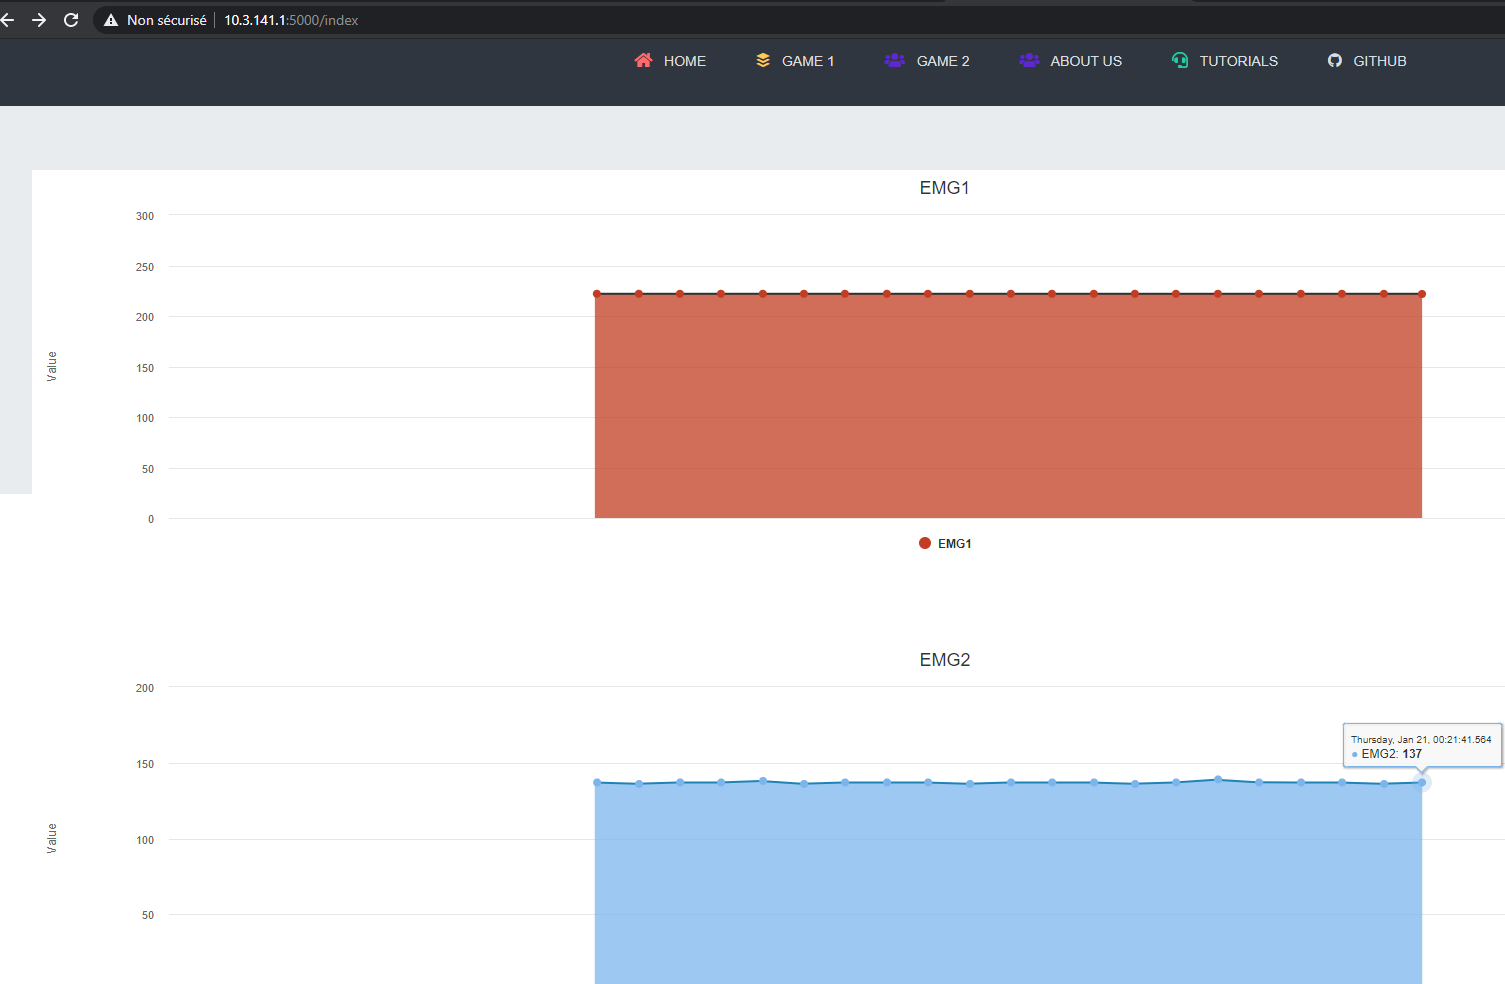 Non sécurisé 10.3.141.1:5000/index
HOME GAME 1 GAME 2 ABOUT US TUTORIALS GITHUB
EMG1
300
250
200
150
100
50
0
Value
EMG1
EMG2
200
150
100
50
Value
Thursday, Jan 21, 00:21:41.564
EMG2: 137